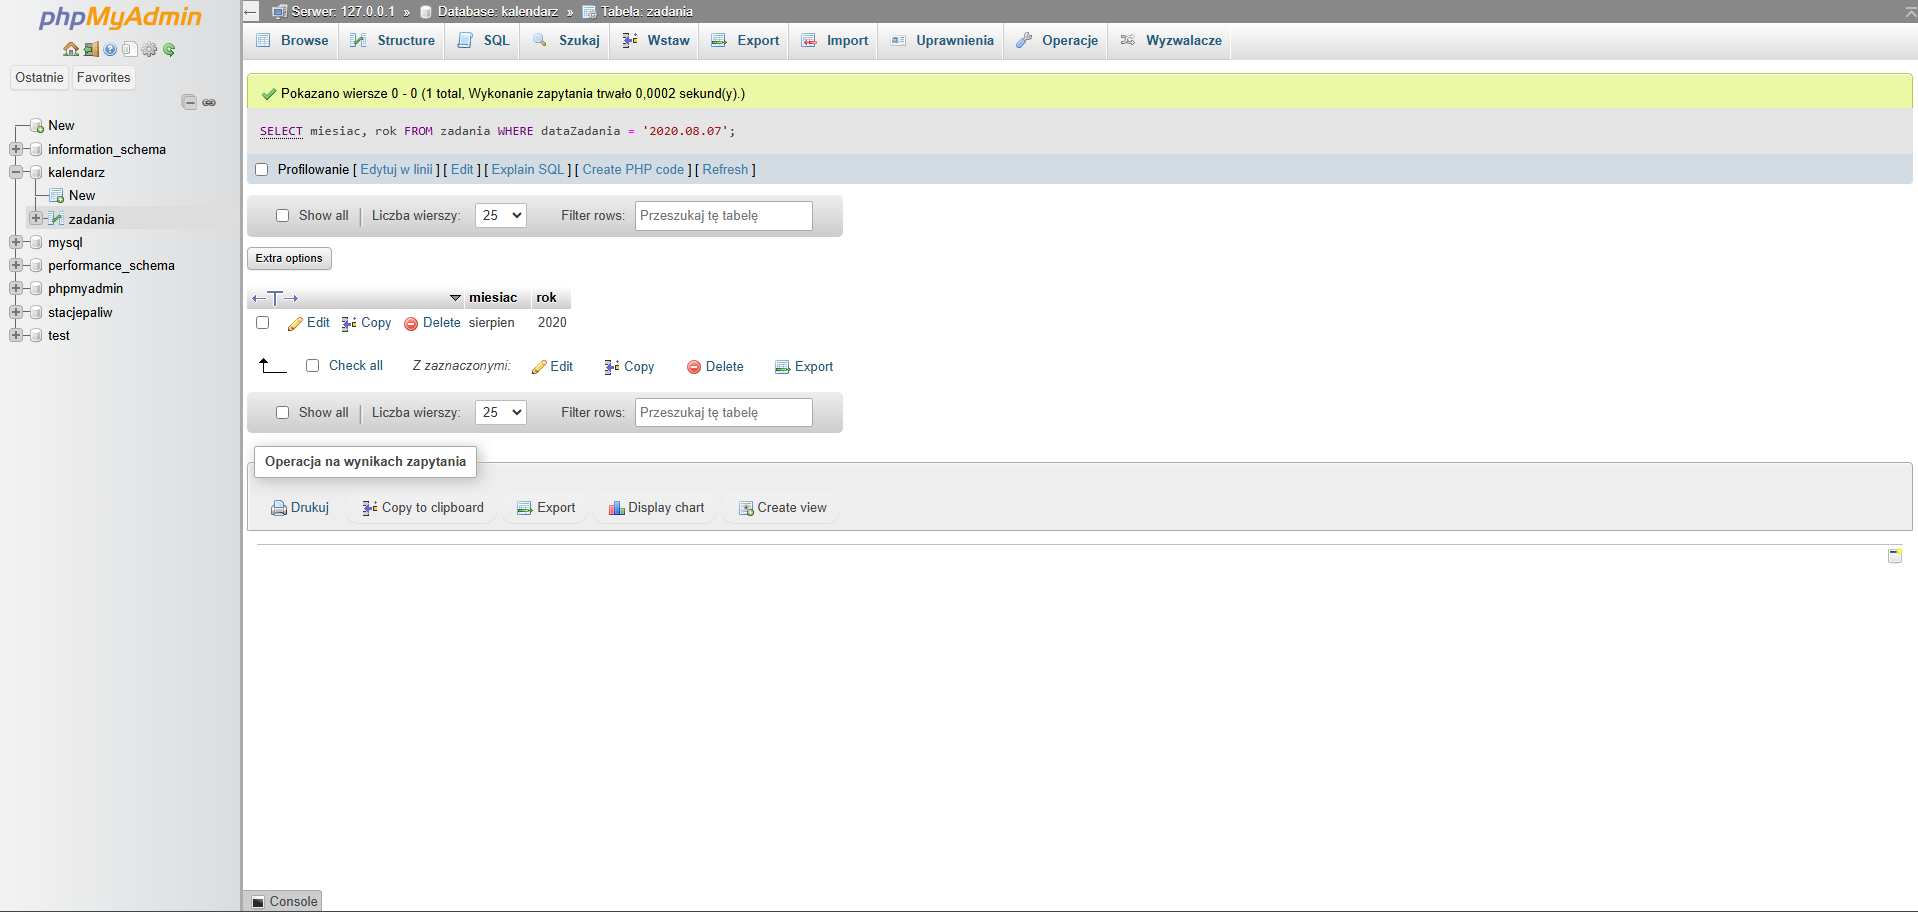 phpMyAdmin
Ostatnie Favorites
New
information_schema
kalendarz
New
zadania
mysql
performance_schema
phpmyadmin
stacjepaliw
test
Serwer: 127.0.0.1 » Database: kalendarz » Tabela: zadania
Browse Structure SQL Szukaj Wstaw Export Import Uprawnienia Operacje Wyzwalacze
Pokazano wiersze 0 - 0 (1 total, Wykonanie zapytania trwało 0,0002 sekund(y).)
SELECT miesiac, rok FROM zadania WHERE dataZadania = '2020.08.07';
Profilowanie [ Edytuj w linii ] [ Edit ] [ Explain SQL ] [ Create PHP code ] [ Refresh ]
Show all | Liczba wierszy: 25 Filter rows: Przeszukaj tę tabelę
Extra options
←T→ miesiac rok
Edit Copy Delete sierpien 2020
Check all Z zaznaczonymi: Edit Copy Delete Export
Show all | Liczba wierszy: 25 Filter rows: Przeszukaj tę tabelę
Operacja na wynikach zapytania
Drukuj Copy to clipboard Export Display chart Create view
Console